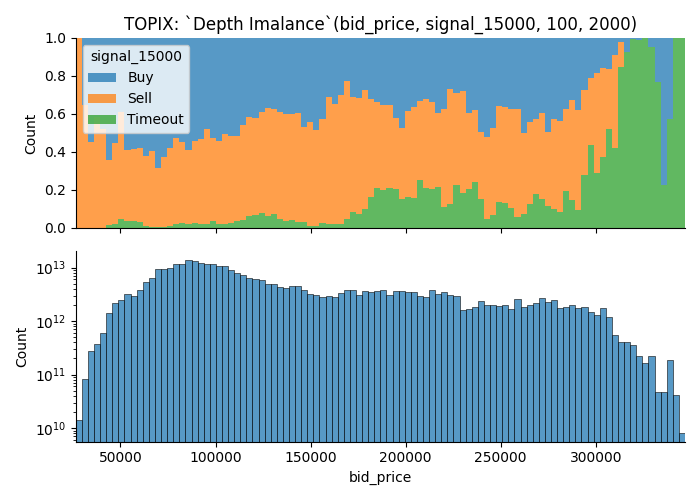 TOPIX: `Depth Imalance`(bid_price, signal_15000, 100, 2000)
1.0
0.8
0.6
0.4
0.2
0.0
Count
signal_15000
Buy
Sell
Timeout
10^13
10^12
10^11
10^10
Count
50000 100000 150000 200000 250000 300000
bid_price